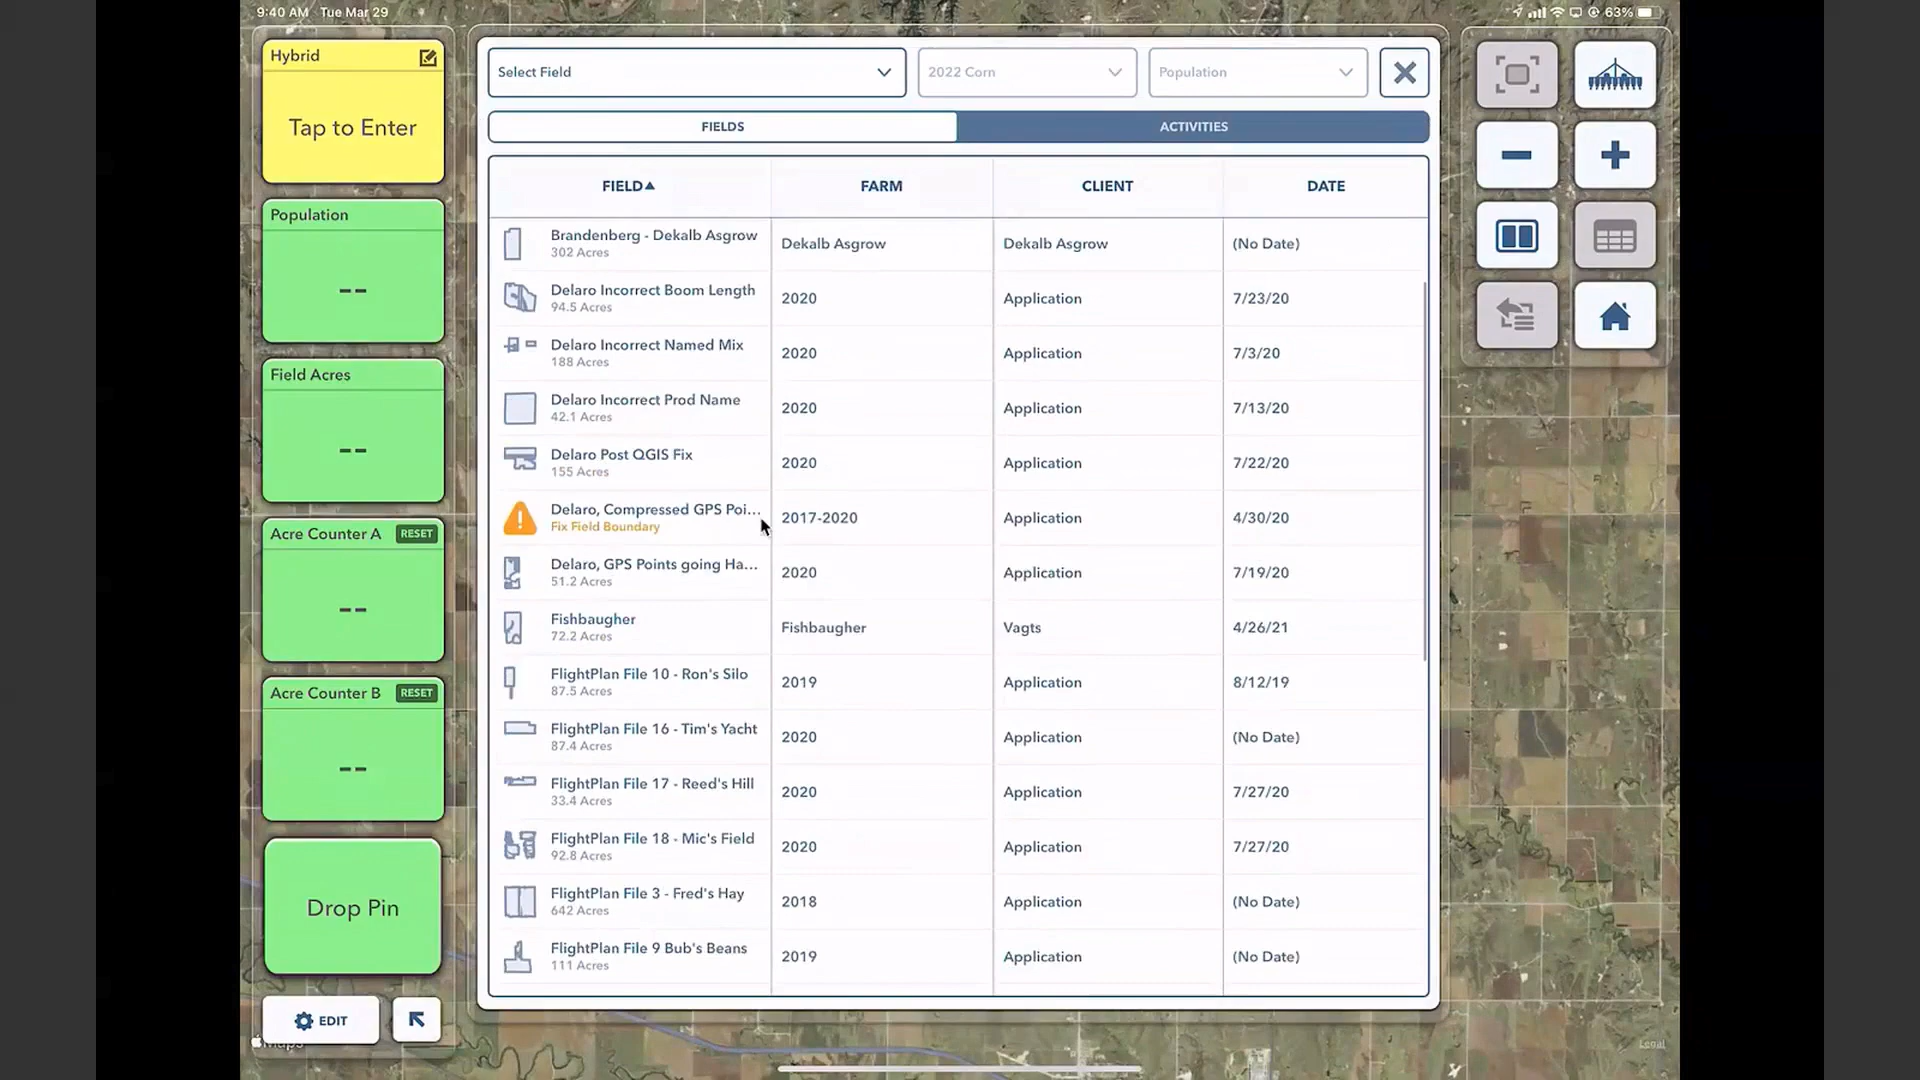 9:40 AM Tue Mar 29
63%
Hybrid
Tap to Enter
Population
--
Field Acres
--
Acre Counter A RESET
--
Acre Counter B RESET
--
Drop Pin
EDIT
Maps
Select Field
2022 Corn
Population
FIELDS
ACTIVITIES
FIELD▲ FARM CLIENT DATE
Brandenberg - Dekalb Asgrow
302 Acres
Dekalb Asgrow Dekalb Asgrow (No Date)
Delaro Incorrect Boom Length
94.5 Acres
2020 Application 7/23/20
Delaro Incorrect Named Mix
188 Acres
2020 Application 7/3/20
Delaro Incorrect Prod Name
42.1 Acres
2020 Application 7/13/20
Delaro Post QGIS Fix
155 Acres
2020 Application 7/22/20
Delaro, Compressed GPS Poi...
Fix Field Boundary
2017-2020 Application 4/30/20
Delaro, GPS Points going Ha...
51.2 Acres
2020 Application 7/19/20
Fishbaugher
72.2 Acres
Fishbaugher Vagts 4/26/21
FlightPlan File 10 - Ron's Silo
87.5 Acres
2019 Application 8/12/19
FlightPlan File 16 - Tim's Yacht
87.4 Acres
2020 Application (No Date)
FlightPlan File 17 - Reed's Hill
33.4 Acres
2020 Application 7/27/20
FlightPlan File 18 - Mic's Field
92.8 Acres
2020 Application 7/27/20
FlightPlan File 3 - Fred's Hay
642 Acres
2018 Application (No Date)
FlightPlan File 9 Bub's Beans
111 Acres
2019 Application (No Date)
Legal